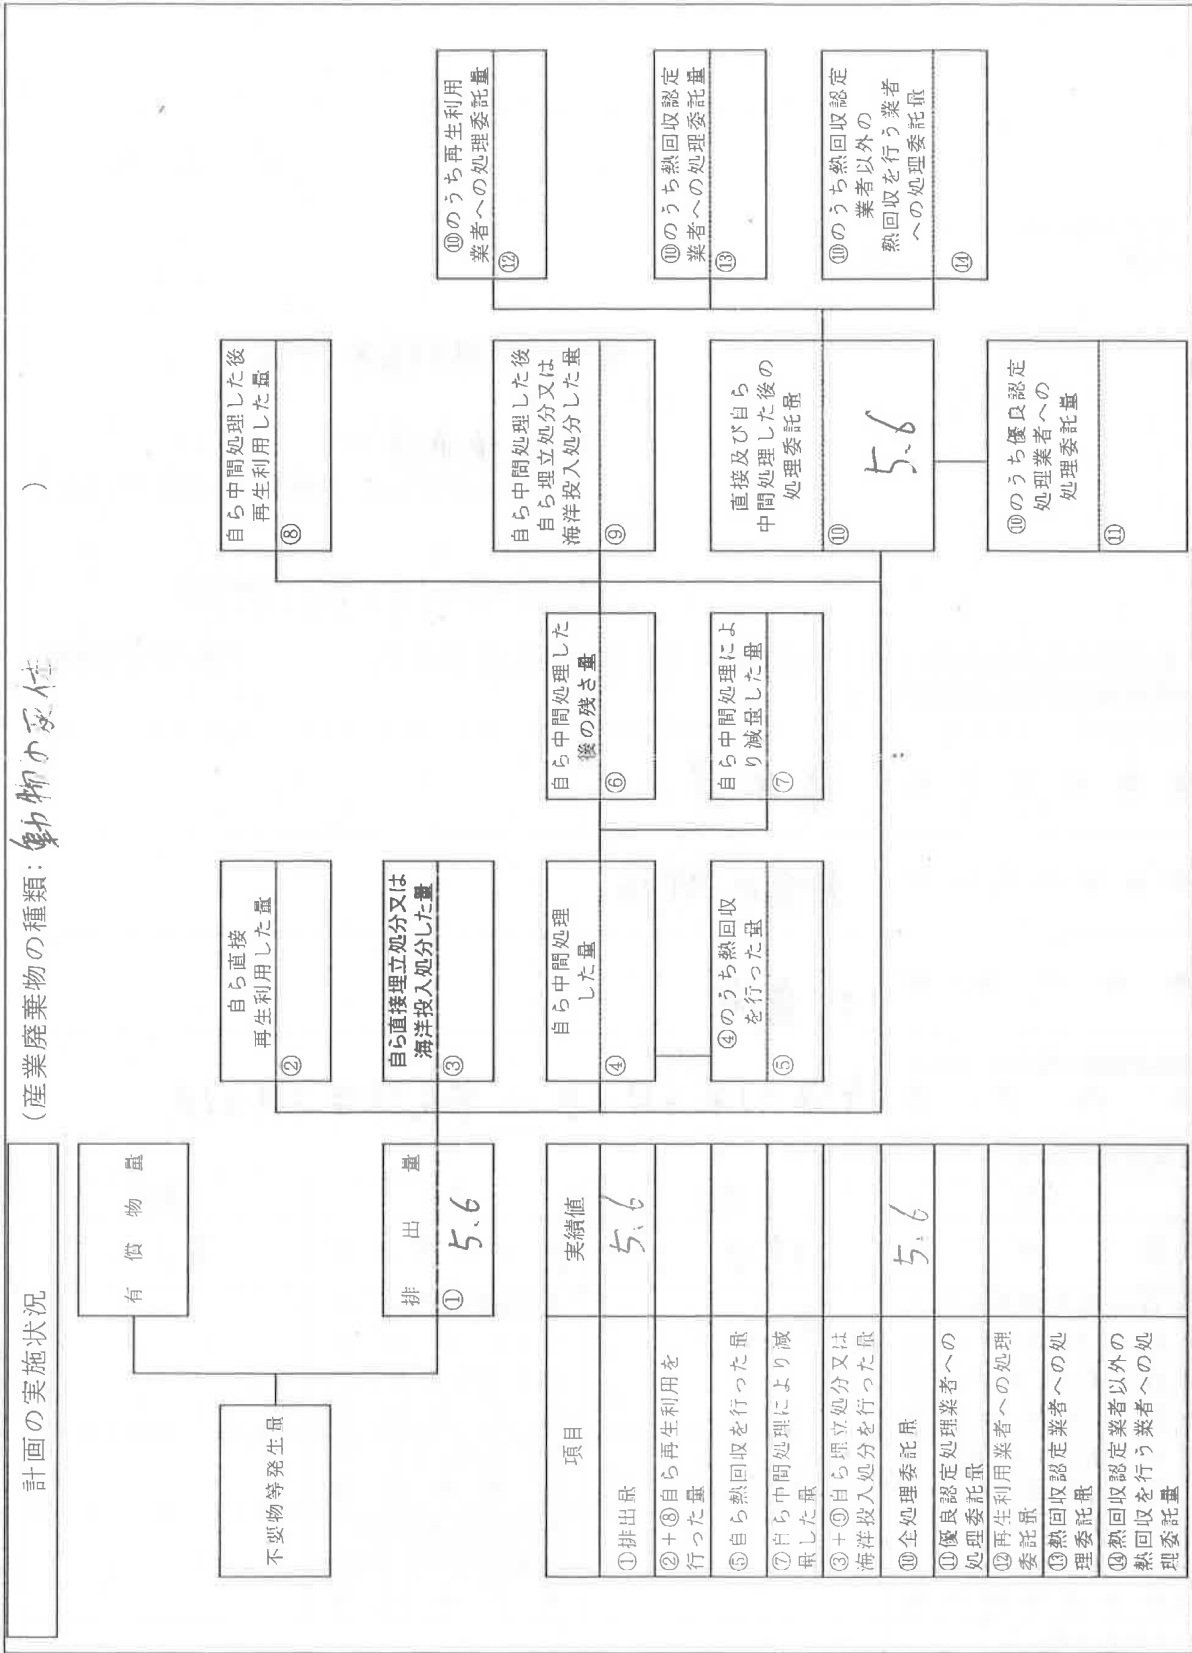 計画の実施状況
(産業廃棄物の種類: 動物の死体 )
不要物等発生量
有償物量
排出量
① 5.6
自ら直接
再生利用した量
②
自ら直接埋立処分又は
海洋投入処分した量
③
自ら中間処理
した量
④
④のうち熱回収
を行った量
⑤
自ら中間処理した
後の残さ量
⑥
自ら中間処理によ
り減量した量
⑦
自ら中間処理した後
再生利用した量
⑧
自ら中間処理した後
自ら埋立処分又は
海洋投入処分した量
⑨
直接及び自ら
中間処理した後の
処理委託量
⑩ 5.6
⑩のうち優良認定
処理業者への
処理委託量
⑪
⑩のうち再生利用
業者への処理委託量
⑫
⑩のうち熱回収認定
業者への処理委託量
⑬
⑩のうち熱回収認定
業者以外の
熱回収を行う業者
への処理委託量
⑭
項目 実績値
①排出量 5.6
②+⑧自ら再生利用を
行った量
⑤自ら熱回収を行った量
⑦自ら中間処理により減
量した量
③+⑨自ら埋立処分又は
海洋投入処分を行った量
⑩全処理委託量 5.6
⑪優良認定処理業者への
処理委託量
⑫再生利用業者への処理
委託量
⑬熱回収認定業者への処
理委託量
⑭熱回収認定業者以外の
熱回収を行う業者への処
理委託量